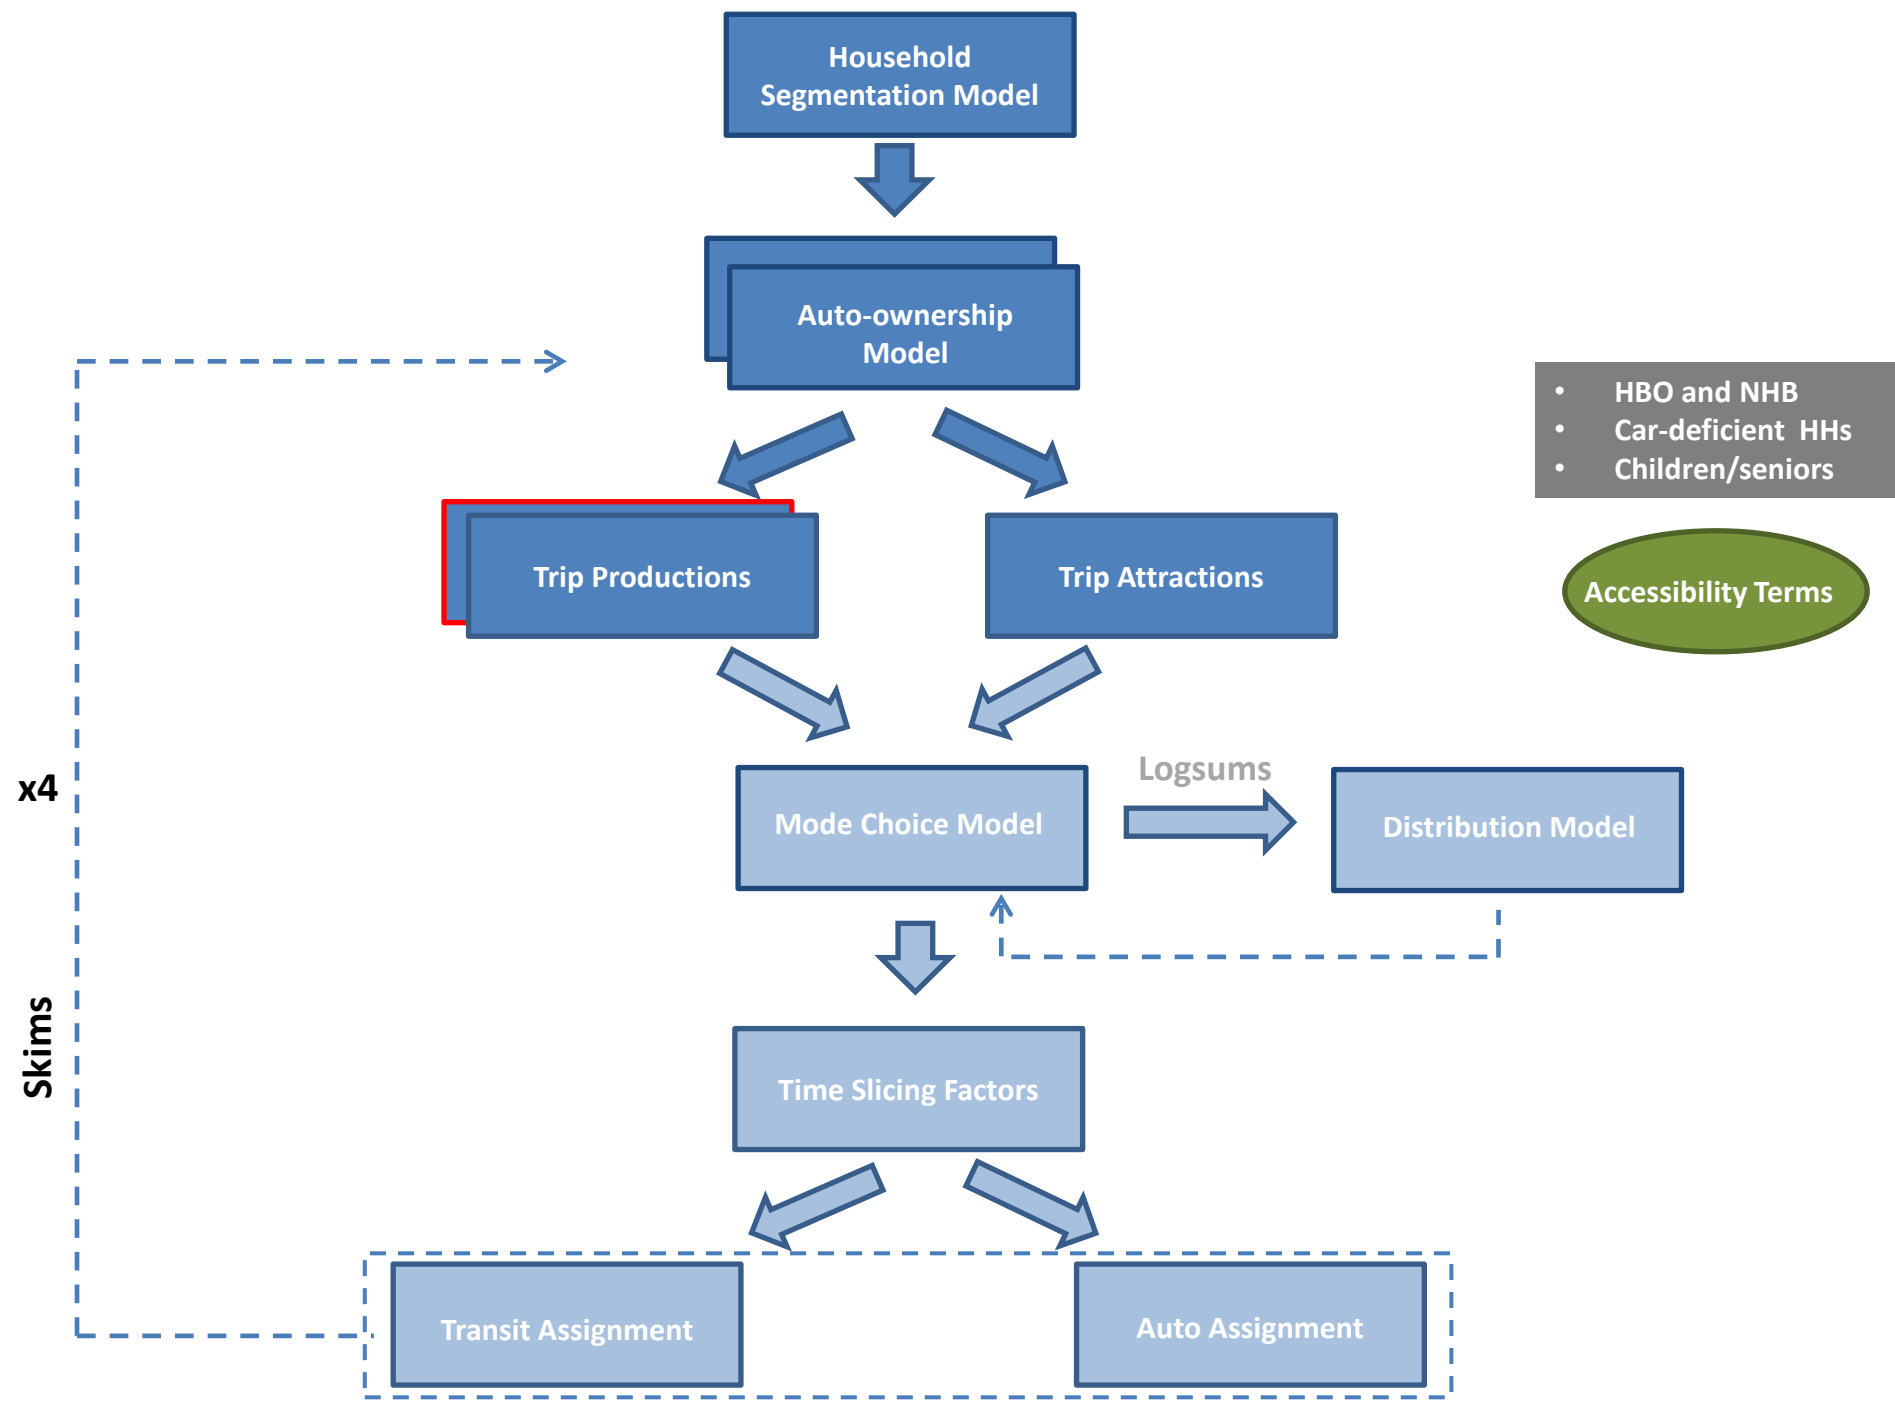 Household
Segmentation Model
Auto-ownership
Model
• HBO and NHB
• Car-deficient HHs
• Children/seniors
Trip Productions
Trip Attractions
Accessibility Terms
x4
Logsums
Mode Choice Model
Distribution Model
Skims
Time Slicing Factors
Transit Assignment
Auto Assignment